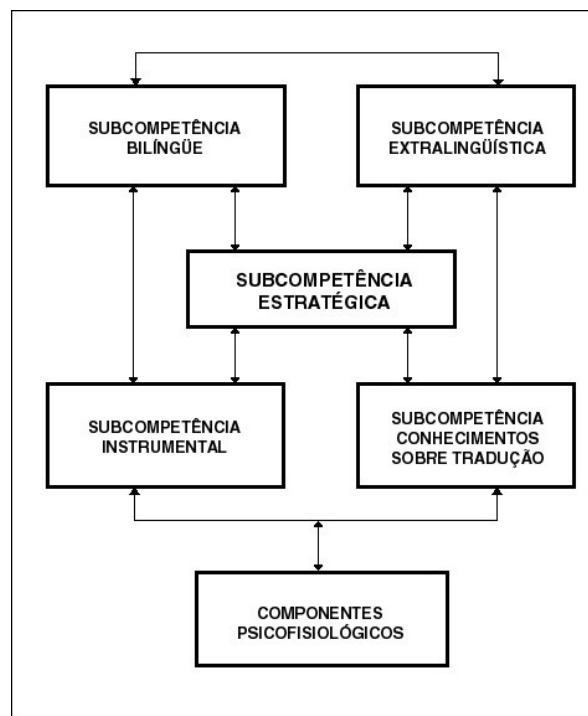 SUBCOMPETÊNCIA
BILÍNGÜE
SUBCOMPETÊNCIA
EXTRALINGÜÍSTICA
SUBCOMPETÊNCIA
ESTRATÉGICA
SUBCOMPETÊNCIA
INSTRUMENTAL
SUBCOMPETÊNCIA
CONHECIMENTOS
SOBRE TRADUÇÃO
COMPONENTES
PSICOFISIOLÓGICOS